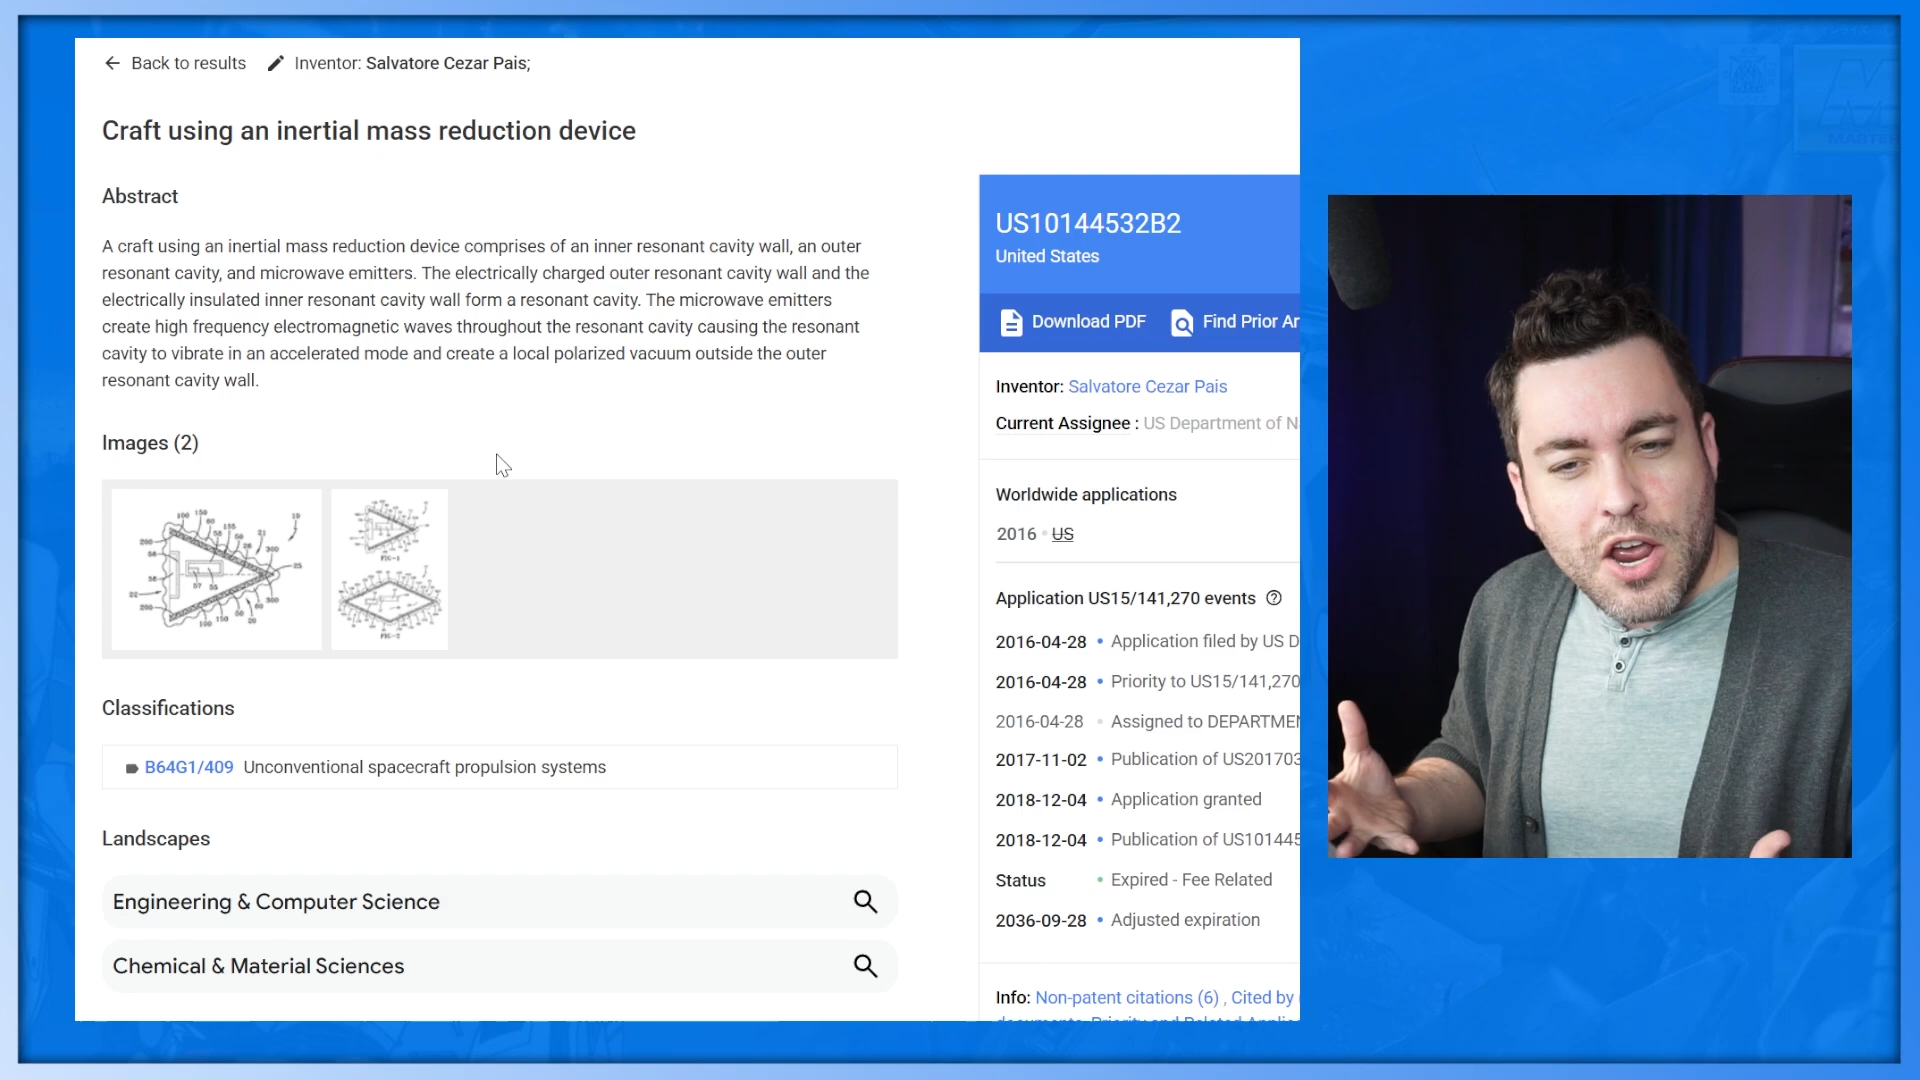 Back to results Inventor: Salvatore Cezar Pais;
Craft using an inertial mass reduction device
Abstract
A craft using an inertial mass reduction device comprises of an inner resonant cavity wall, an outer
resonant cavity, and microwave emitters. The electrically charged outer resonant cavity wall and the
electrically insulated inner resonant cavity wall form a resonant cavity. The microwave emitters
create high frequency electromagnetic waves throughout the resonant cavity causing the resonant
cavity to vibrate in an accelerated mode and create a local polarized vacuum outside the outer
resonant cavity wall.
Images (2)
FIG-1
FIG-2
Classifications
B64G1/409 Unconventional spacecraft propulsion systems
Landscapes
Engineering & Computer Science
Chemical & Material Sciences
US10144532B2
United States
Download PDF Find Prior Ar
Inventor: Salvatore Cezar Pais
Current Assignee : US Department of N
Worldwide applications
2016 • US
Application US15/141,270 events
2016-04-28 • Application filed by US D
2016-04-28 • Priority to US15/141,270
2016-04-28 • Assigned to DEPARTMEN
2017-11-02 • Publication of US201703
2018-12-04 • Application granted
2018-12-04 • Publication of US101445
Status • Expired - Fee Related
2036-09-28 • Adjusted expiration
Info: Non-patent citations (6) , Cited by